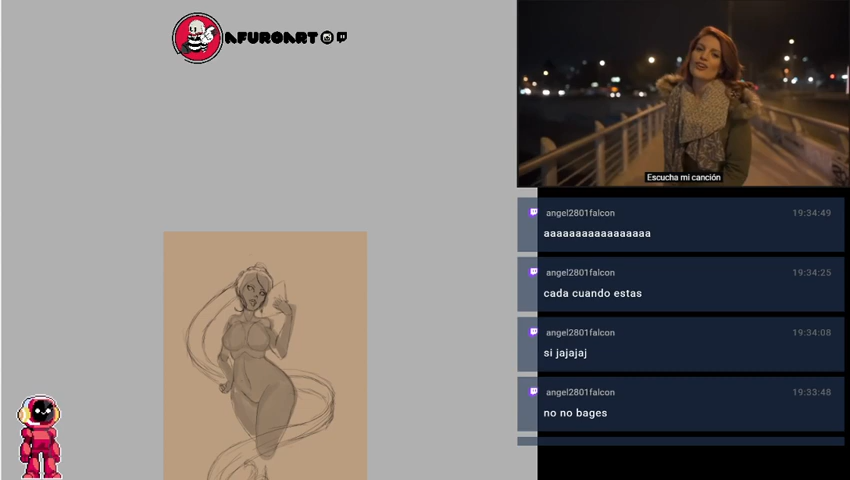 AFUROART
Escucha mi canción
angel2801falcon 19:34:49
aaaaaaaaaaaaaaaaa
angel2801falcon 19:34:25
cada cuando estas
angel2801falcon 19:34:08
si jajajaj
angel2801falcon 19:33:48
no no bages